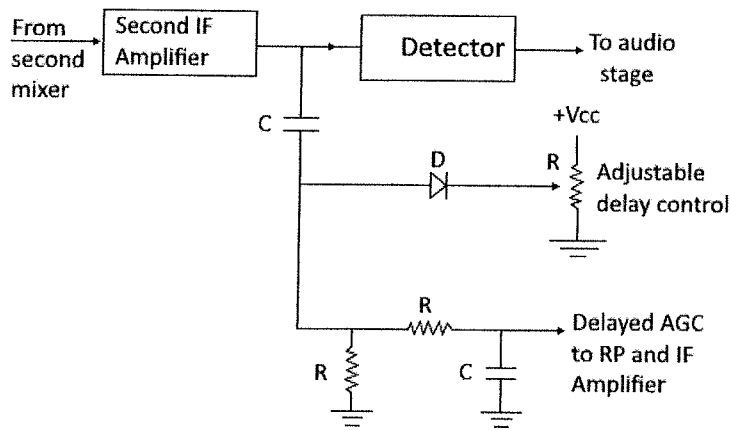 From
second
mixer
Second IF
Amplifier
Detector
To audio
stage
C
+Vcc
D
R
Adjustable
delay control
R
Delayed AGC
to RP and IF
Amplifier
R
C